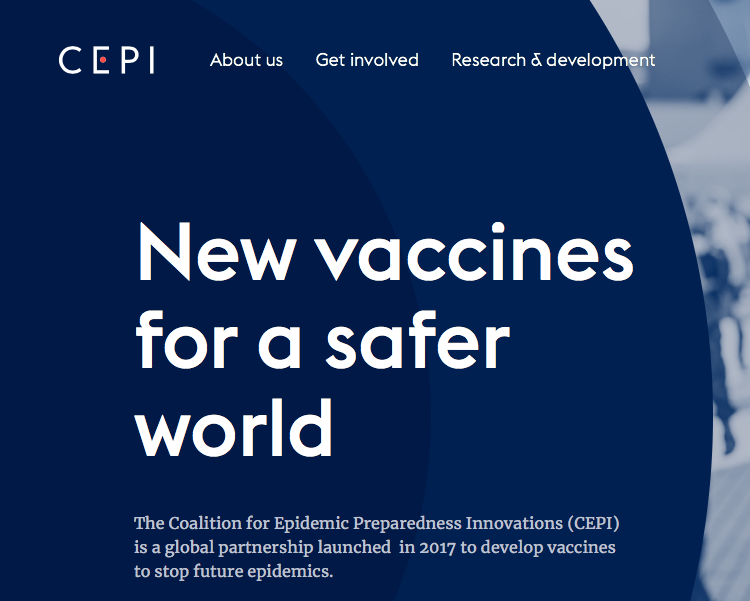 CEPI
About us Get involved Research & development
New vaccines
for a safer
world
The Coalition for Epidemic Preparedness Innovations (CEPI)
is a global partnership launched  in 2017 to develop vaccines
to stop future epidemics.